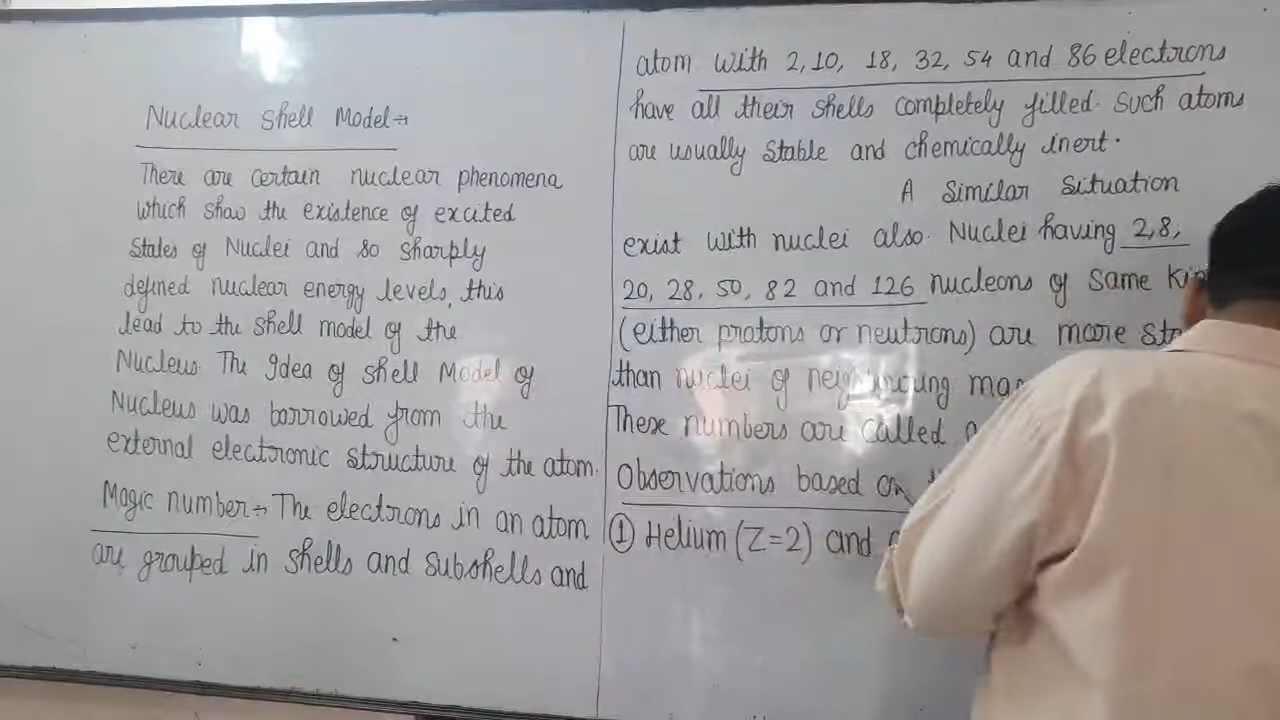 Nuclear Shell Model→
There are certain nuclear phenomena
which show the existence of excited
States of Nuclei and so sharply
defined nuclear energy levels, this
lead to the shell model of the
Nucleus. The Idea of shell Model of
Nucleus was borrowed from the
external electronic structure of the atom.
Magic number→ The electrons in an atom
are grouped in shells and subshells and
atom with 2, 10, 18, 32, 54 and 86 electrons
have all their shells completely filled. Such atoms
are usually stable and chemically inert.
A Similar Situation
exist with nuclei also. Nuclei having 2, 8,
20, 28, 50, 82 and 126 nucleons of same
(either protons or neutrons) are more
than nuclei of
These numbers are called
Observations based on
① Helium (Z=2) and